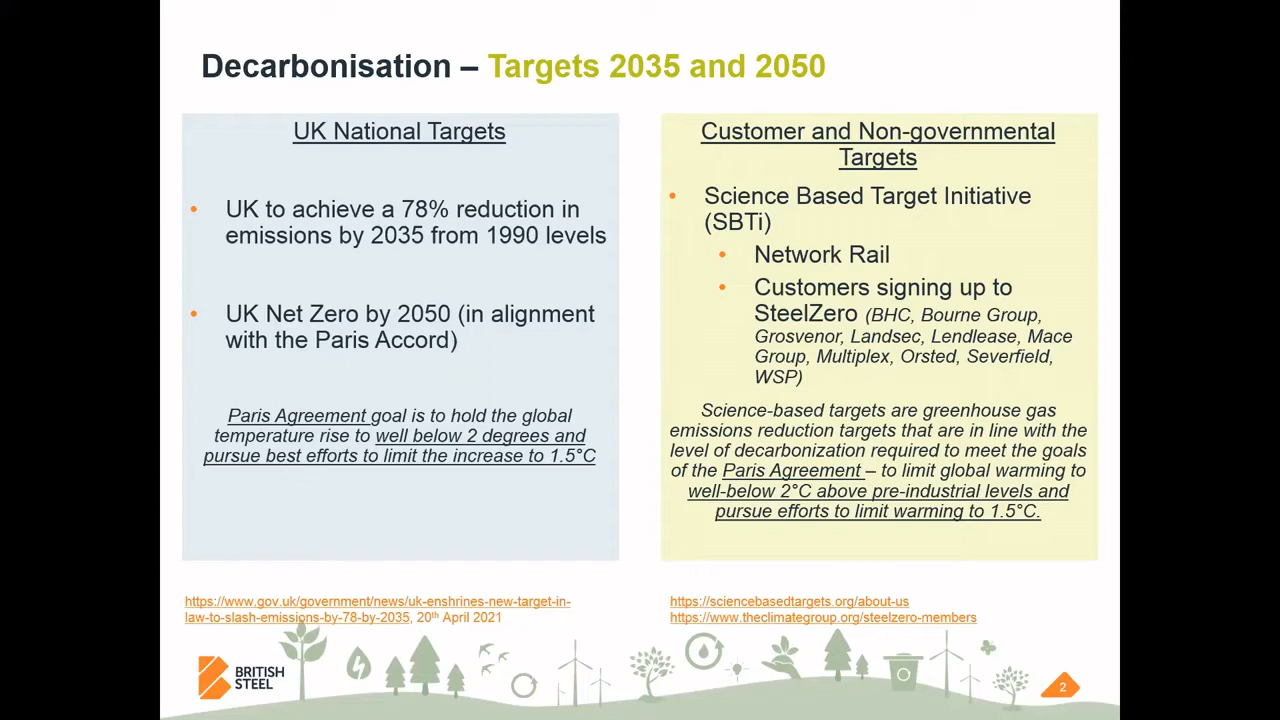 Decarbonisation – Targets 2035 and 2050
UK National Targets
• UK to achieve a 78% reduction in
emissions by 2035 from 1990 levels
• UK Net Zero by 2050 (in alignment
with the Paris Accord)
Paris Agreement goal is to hold the global
temperature rise to well below 2 degrees and
pursue best efforts to limit the increase to 1.5°C
https://www.gov.uk/government/news/uk-enshrines-new-target-in-
law-to-slash-emissions-by-78-by-2035, 20th April 2021
Customer and Non-governmental
Targets
• Science Based Target Initiative
(SBTi)
• Network Rail
• Customers signing up to
SteelZero (BHC, Bourne Group,
Grosvenor, Landsec, Lendlease, Mace
Group, Multiplex, Orsted, Severfield,
WSP)
Science-based targets are greenhouse gas
emissions reduction targets that are in line with the
level of decarbonization required to meet the goals
of the Paris Agreement – to limit global warming to
well-below 2°C above pre-industrial levels and
pursue efforts to limit warming to 1.5°C.
https://sciencebasedtargets.org/about-us
https://www.theclimategroup.org/steelzero-members
BRITISH
STEEL
2